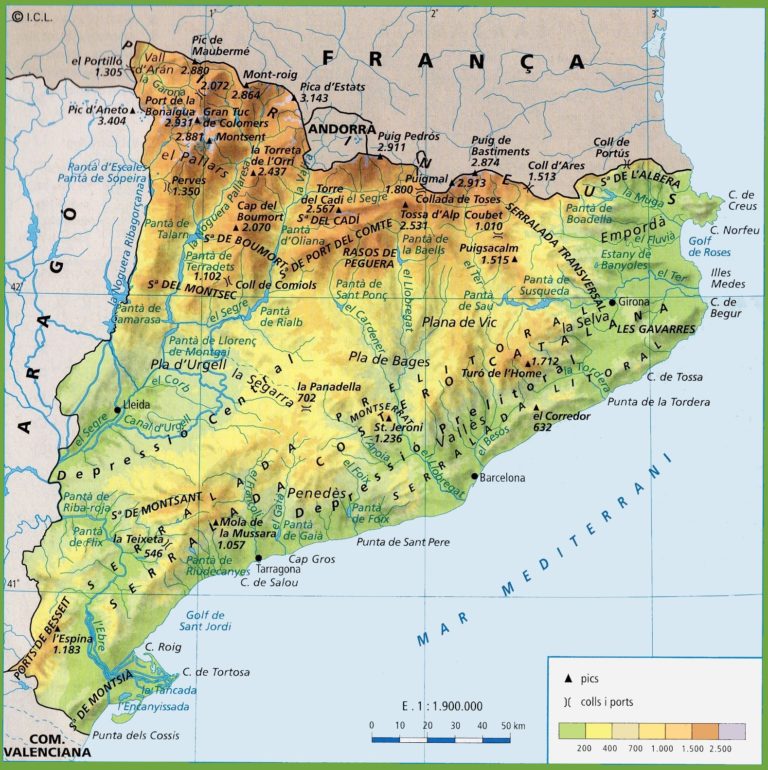 © I.C.L.
1'
2'
3'
42'
41'
FRANÇA
ANDORRA
ARAGÓ
MAR MEDITERRANI
COM.
VALENCIANA
el Portilló
1.305
Vall
d'Arán
la Garona
Pic de
Maubermé
2.880
PIRINEUS
2.072
Mont-roig
2.864
Pica d'Estats
3.143
Pic d'Aneto
3.404
Port de la
Bonaigua
2.931
Gran Tuc
de Colomers
2.881
Montsent
el Pallars
la Torreta
de l'Orri
2.437
Perves
1.350
Pantà d'Escales
Pantà de Sopeira
la Noguera Ribagorçana
la Noguera Pallaresa
la Valira
Puig Pedrós
2.911
Puig de
Bastiments
2.874
Puigmal
2.913
Coll d'Ares
1.513
Coll de
Portús
Sª DE L'ALBERA
la Muga
C. de
Creus
C. Norfeu
Golf
de Roses
Empordà
el Fluvià
Pantà de
Boadella
Estany de
Banyoles
el Ter
Illes
Medes
C. de
Begur
1.800
Collada de Toses
Torre
del Cadí
2.567
el Segre
Sª DEL CADÍ
Tossa d'Alp
2.531
Coubet
1.010
SERRALADA TRANSVERSAL
Cap del
Boumort
2.070
Sª DE BOUMORT
Pantà de
Talarn
Pantà
d'Oliana
Sª DE PORT DEL COMTE
RASOS DE
PEGUERA
Pantà de
la Baells
Puigsacalm
1.515
el Ter
Pantà de
Terradets
1.102
Coll de Comiols
Sª DEL MONTSEC
Pantà de
Sant Ponç
el Llobregat
Pantà
de Sau
Pantà de
Susqueda
Girona
la Selva
LES GAVARRES
Pantà de
Camarasa
el Segre
Pantà
de Rialb
el Cardener
Plana de Vic
Pantà de Llorenç
de Montgai
Pla d'Urgell
el Corb
la Segarra
Pla de Bages
1.712
Turó de l'Home
la Tordera
C. de Tossa
Punta de la Tordera
Lleida
Canal d'Urgell
el Segre
la Panadella
702
MONTSERRAT
St. Jeroni
1.236
Vallès
el Corredor
632
el Besòs
Depressió Central
SERRALADA PRELITORAL
SERRALADA COSTERO CATALANA
Depressió Prelitoral
SERRALADA LITORAL
Anoia
el Llobregat
Barcelona
Pantà de
Riba-roja
Sª DE MONTSANT
el Francolí
el Gaià
Penedès
el Foix
Pantà
de Foix
Punta de Sant Pere
Pantà
de Flix
la Teixeta
546
Mola de
la Mussara
1.057
Pantà
de Gaià
Pantà de
Riudecanyes
Cap Gros
Tarragona
C. de Salou
Golf de
Sant Jordi
PORTS DE BESSEIT
l'Espina
1.183
l'Ebre
C. Roig
C. de Tortosa
la Tancada
l'Encanyissada
Sª DE MONTSIÀ
Punta dels Cossis
E. 1 : 1.900.000
0 10 20 30 40 50 km
pics
colls i ports
200 400 700 1.000 1.500 2.500